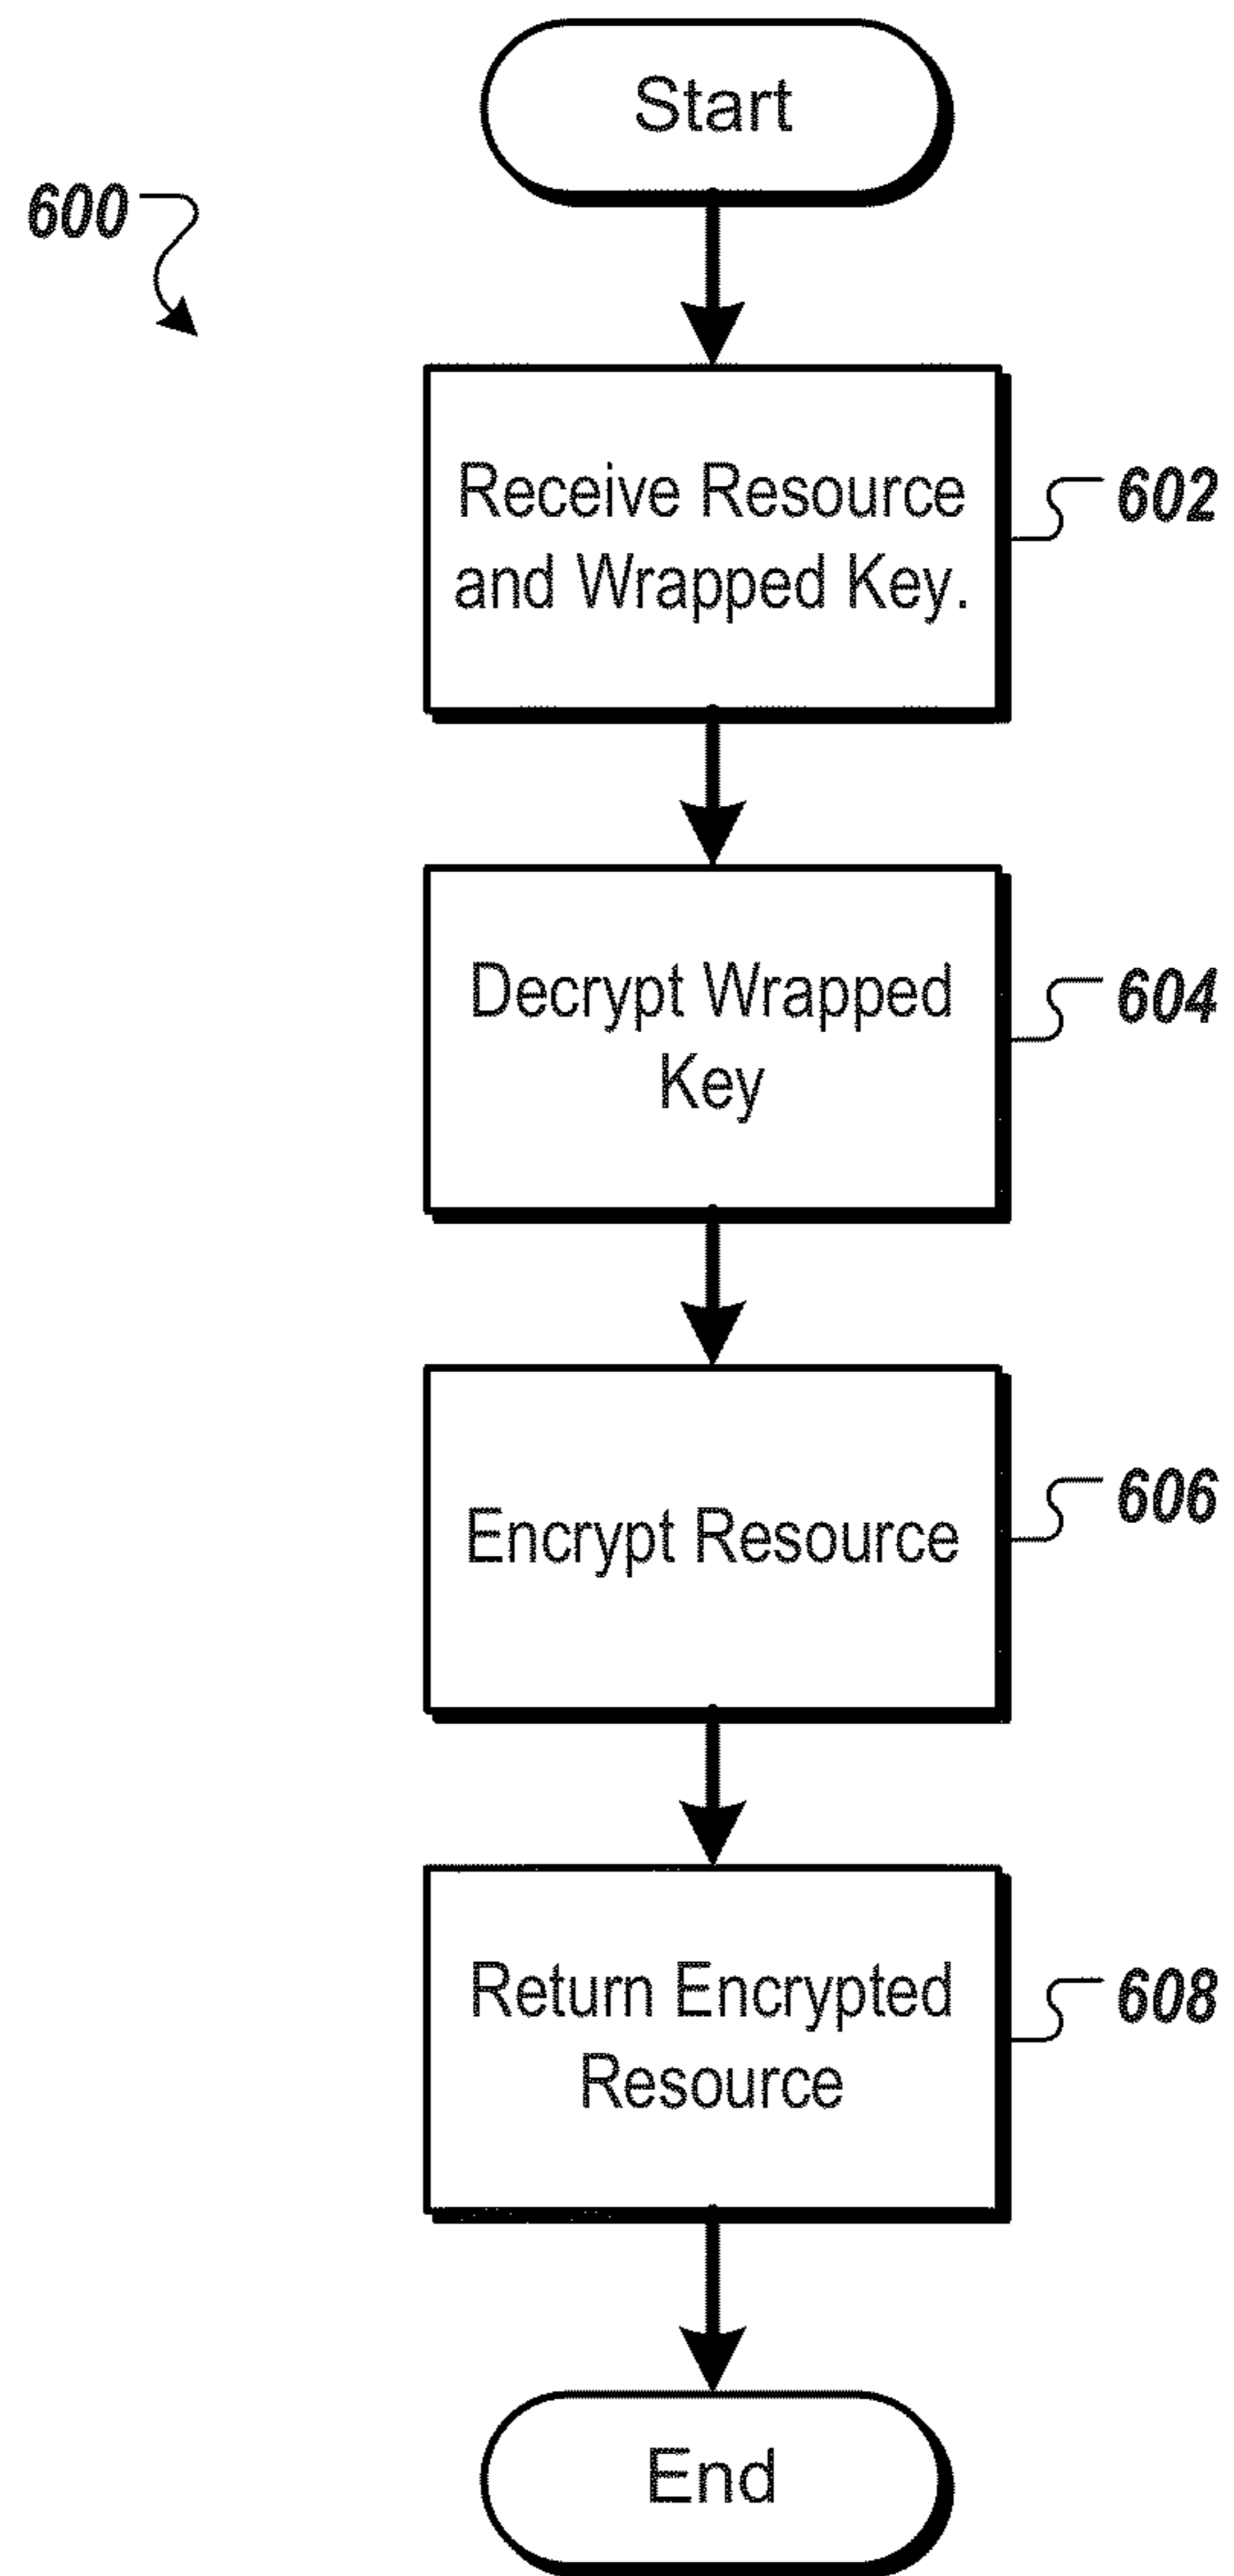 Start
600
Receive Resource
and Wrapped Key.
602
Decrypt Wrapped
Key
604
Encrypt Resource
606
Return Encrypted
Resource
608
End